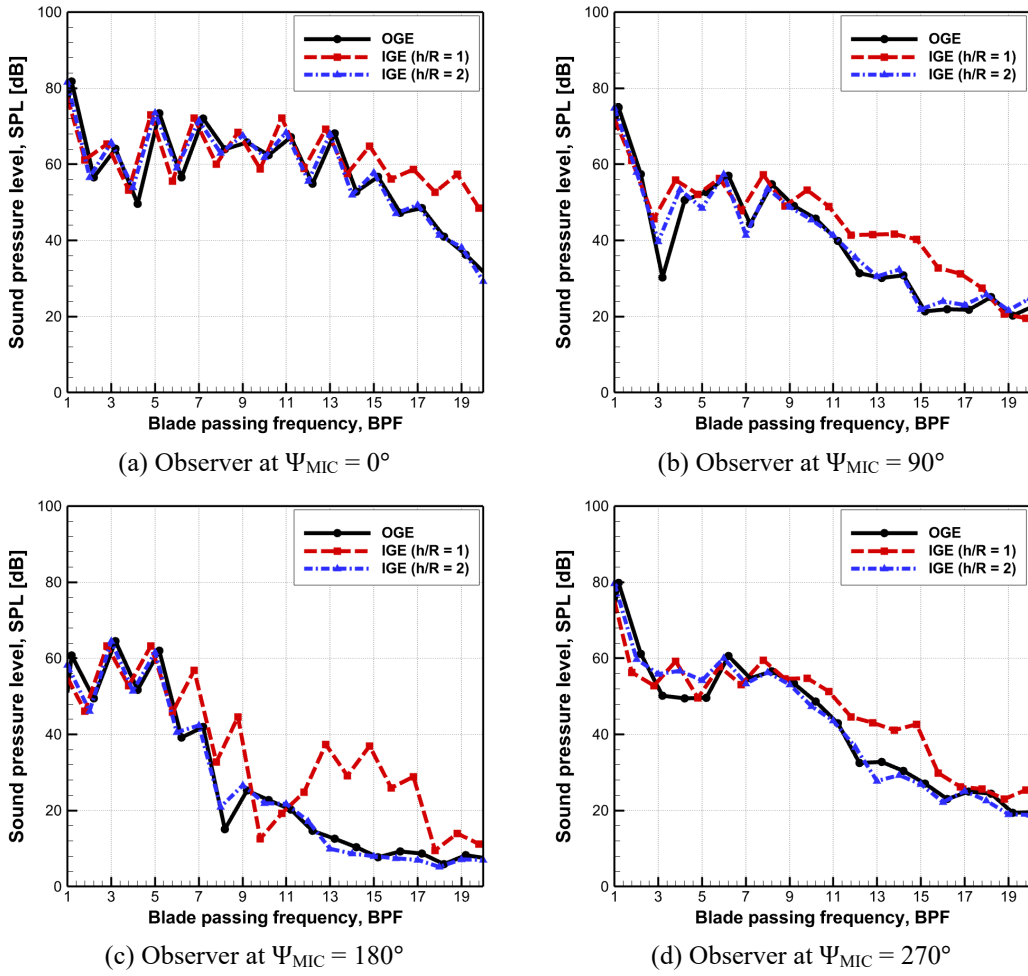 Sound pressure level, SPL [dB]
100
80
60
40
20
0
OGE
IGE (h/R = 1)
IGE (h/R = 2)
1 3 5 7 9 11 13 15 17 19
Blade passing frequency, BPF
(a) Observer at Ψ_MIC = 0°
Sound pressure level, SPL [dB]
100
80
60
40
20
0
OGE
IGE (h/R = 1)
IGE (h/R = 2)
1 3 5 7 9 11 13 15 17 19
Blade passing frequency, BPF
(b) Observer at Ψ_MIC = 90°
Sound pressure level, SPL [dB]
100
80
60
40
20
0
OGE
IGE (h/R = 1)
IGE (h/R = 2)
1 3 5 7 9 11 13 15 17 19
Blade passing frequency, BPF
(c) Observer at Ψ_MIC = 180°
Sound pressure level, SPL [dB]
100
80
60
40
20
0
OGE
IGE (h/R = 1)
IGE (h/R = 2)
1 3 5 7 9 11 13 15 17 19
Blade passing frequency, BPF
(d) Observer at Ψ_MIC = 270°